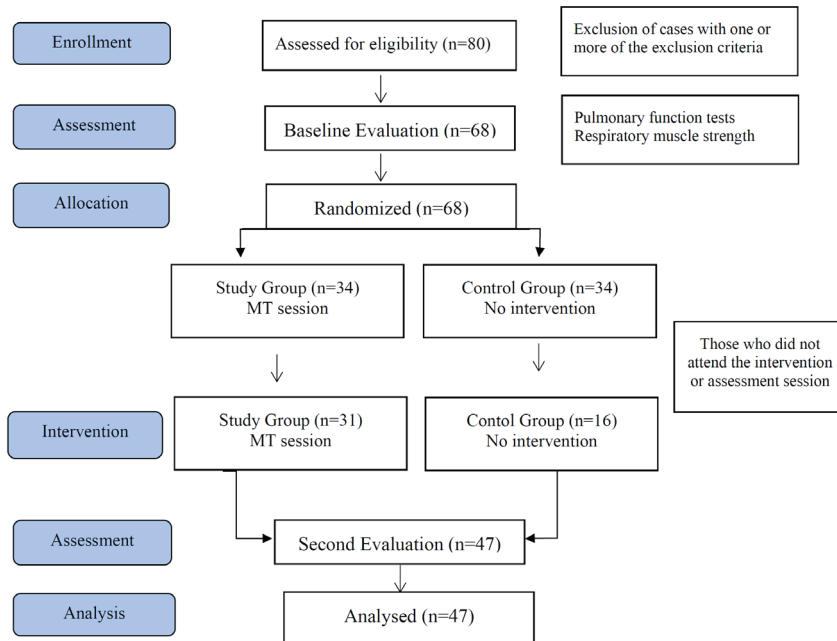 Enrollment
Assessed for eligibility (n=80)
Exclusion of cases with one or
more of the exclusion criteria
Assessment
Baseline Evaluation (n=68)
Pulmonary function tests
Respiratory muscle strength
Allocation
Randomized (n=68)
Study Group (n=34)
MT session
Control Group (n=34)
No intervention
Those who did not
attend the intervention
or assessment session
Intervention
Study Group (n=31)
MT session
Contol Group (n=16)
No intervention
Assessment
Second Evaluation (n=47)
Analysis
Analysed (n=47)